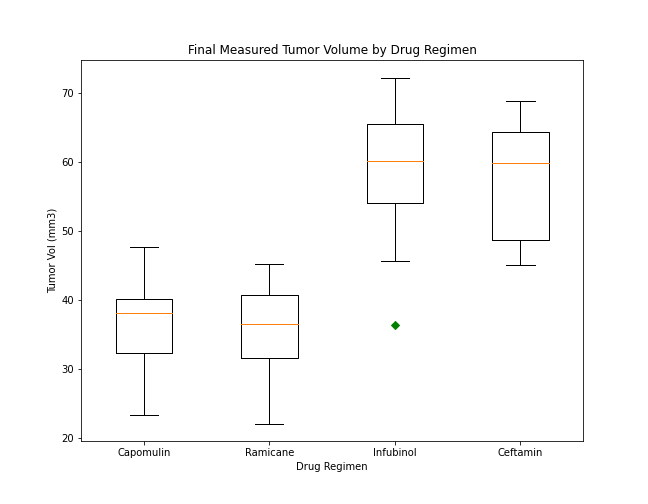 Final Measured Tumor Volume by Drug Regimen
70
60
50
40
30
20
Tumor Vol (mm3)
Capomulin Ramicane Infubinol Ceftamin
Drug Regimen